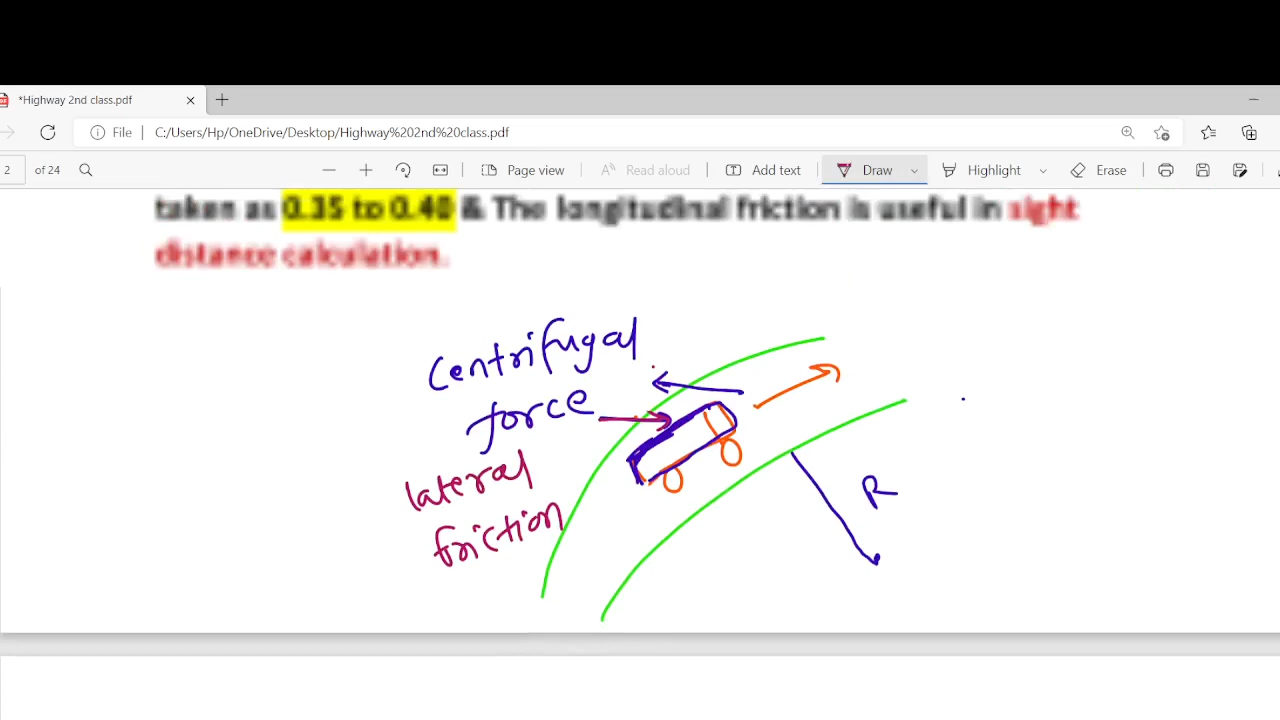 *Highway 2nd class.pdf
File C:/Users/Hp/OneDrive/Desktop/Highway%202nd%20class.pdf
2 of 24 Page view Read aloud Add text Draw Highlight Erase
taken as 0.35 to 0.40 & The longitudinal friction is useful in sight
distance calculation.
Centrifugal
force
lateral
friction
R